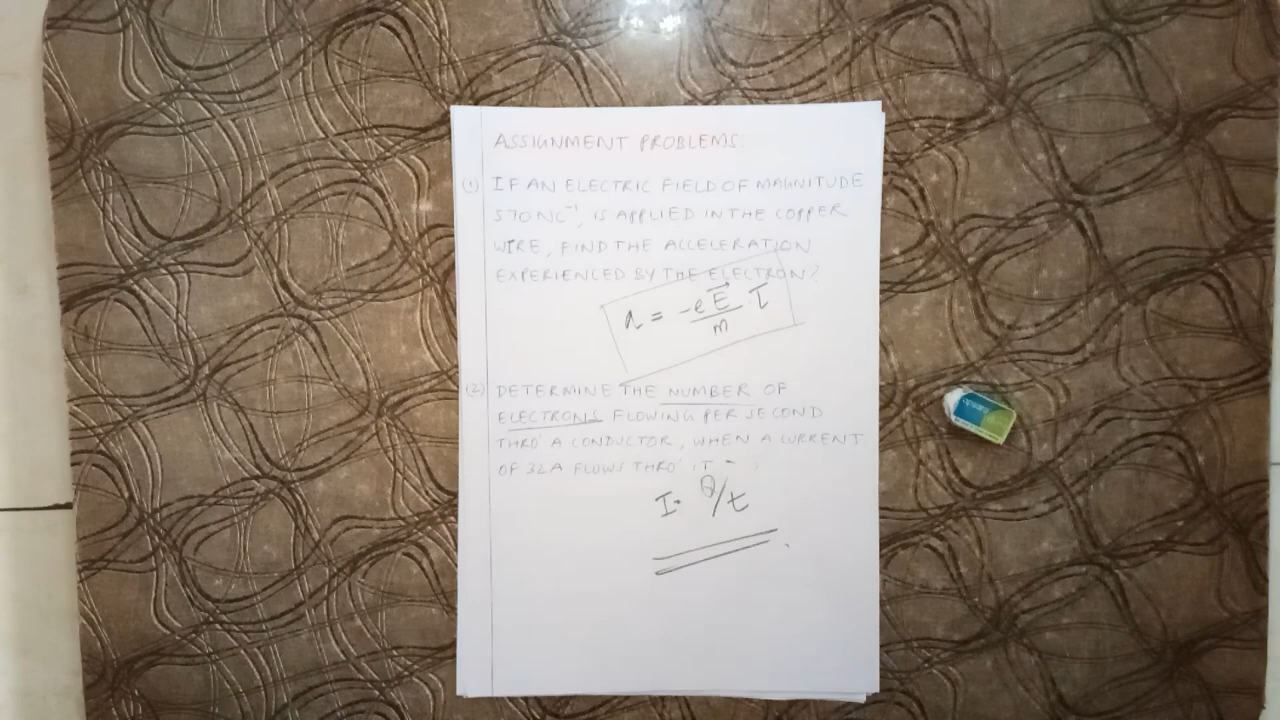 ASSIGNMENT PROBLEMS:
(1) IF AN ELECTRIC FIELD OF MAGNITUDE
570NC⁻¹, IS APPLIED IN THE COPPER
WIRE, FIND THE ACCELERATION
EXPERIENCED BY THE ELECTRON?
a = -eE⃗/m . τ
(2) DETERMINE THE NUMBER OF
ELECTRONS FLOWING PER SECOND
THRO' A CONDUCTOR, WHEN A CURRENT
OF 32A FLOWS THRO' IT -
I = Q/t